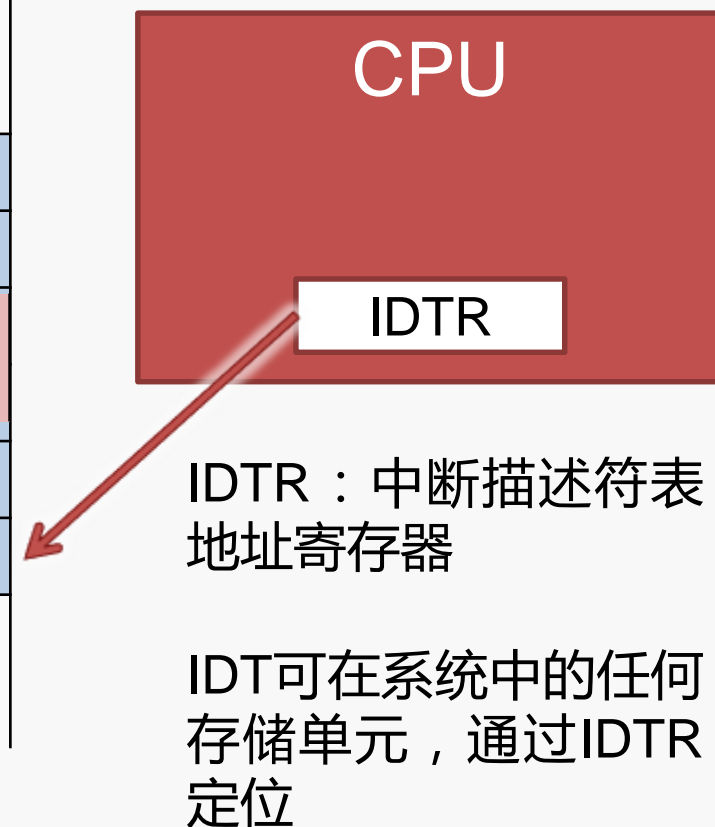 CPU
IDTR
IDTR：中断描述符表
地址寄存器
IDT可在系统中的任何
存储单元，通过IDTR
定位